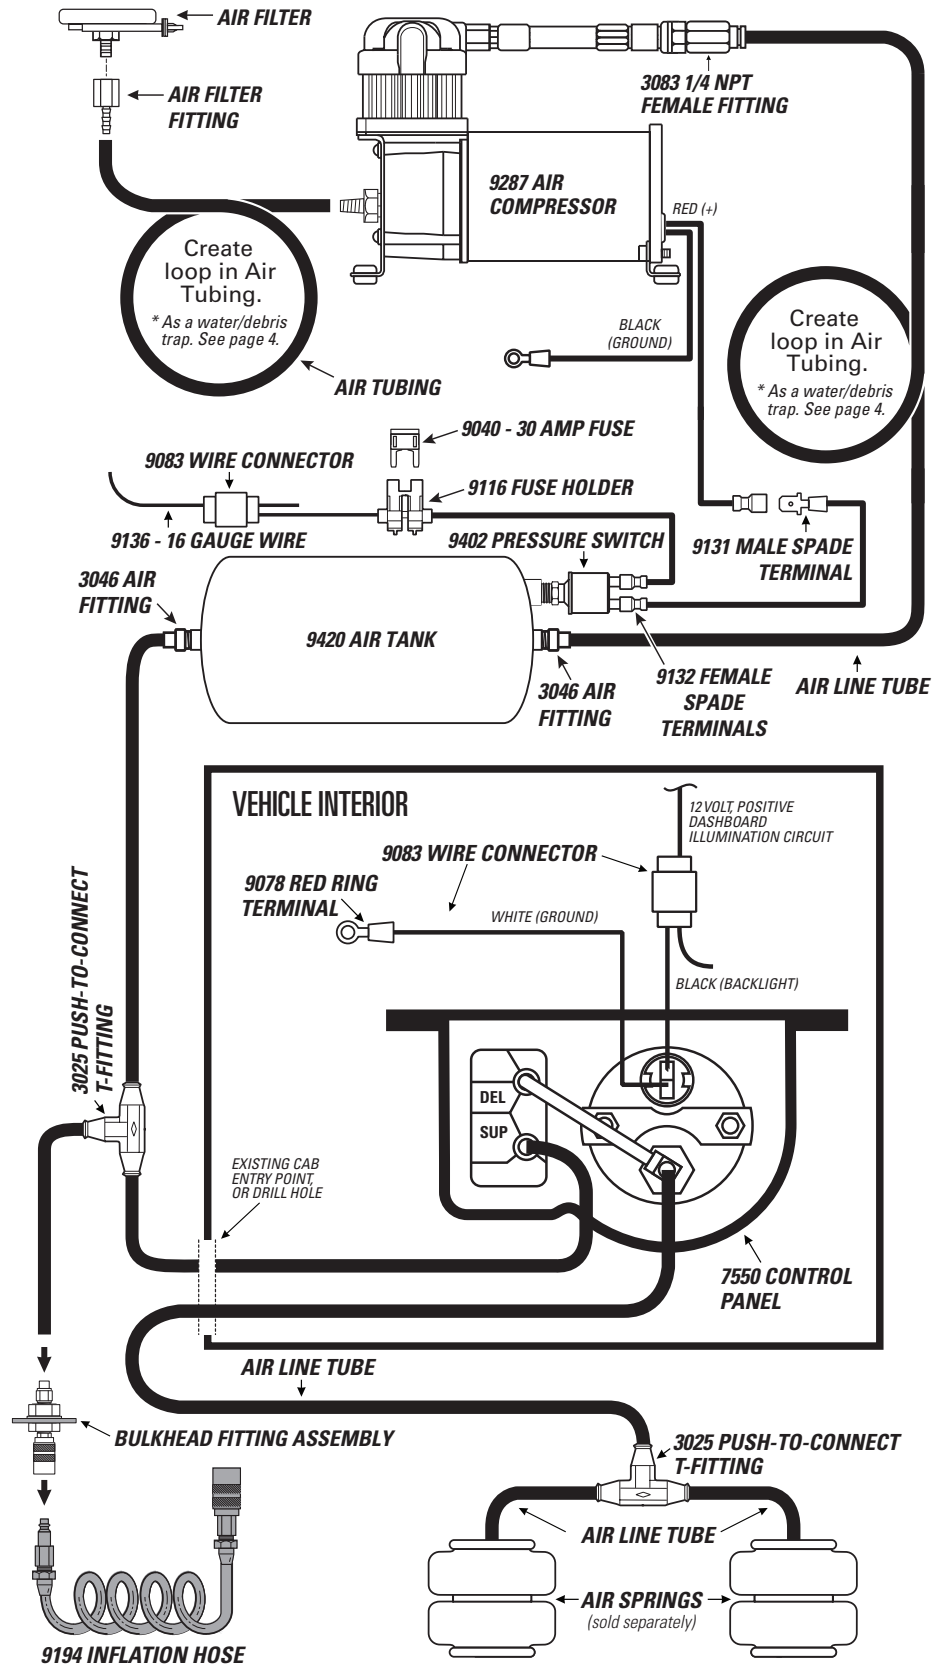 AIR FILTER
AIR FILTER
FITTING
3083 1/4 NPT
FEMALE FITTING
9287 AIR
COMPRESSOR
RED (+)
Create
loop in Air
Tubing.
* As a water/debris
trap. See page 4.
BLACK
(GROUND)
Create
loop in Air
Tubing.
* As a water/debris
trap. See page 4.
AIR TUBING
9040 - 30 AMP FUSE
9083 WIRE CONNECTOR
9116 FUSE HOLDER
9136 - 16 GAUGE WIRE
9402 PRESSURE SWITCH
9131 MALE SPADE
TERMINAL
3046 AIR
FITTING
9420 AIR TANK
3046 AIR
FITTING
9132 FEMALE
SPADE
TERMINALS
AIR LINE TUBE
VEHICLE INTERIOR
12 VOLT, POSITIVE
DASHBOARD
ILLUMINATION CIRCUIT
9083 WIRE CONNECTOR
9078 RED RING
TERMINAL
WHITE (GROUND)
BLACK (BACKLIGHT)
3025 PUSH-TO-CONNECT
T-FITTING
DEL
SUP
EXISTING CAB
ENTRY POINT,
OR DRILL HOLE
7550 CONTROL
PANEL
AIR LINE TUBE
BULKHEAD FITTING ASSEMBLY
3025 PUSH-TO-CONNECT
T-FITTING
AIR LINE TUBE
AIR SPRINGS
(sold separately)
9194 INFLATION HOSE